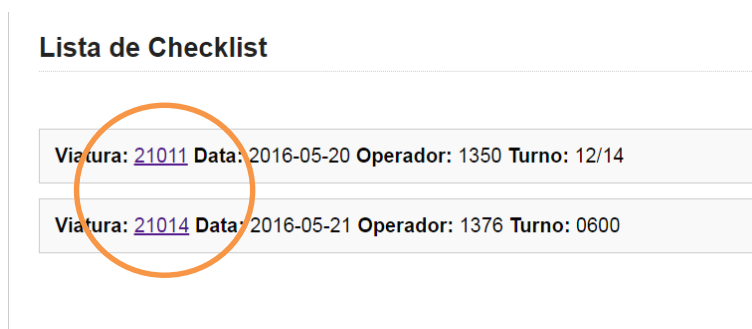 Lista de Checklist
Viatura: 21011 Data: 2016-05-20 Operador: 1350 Turno: 12/14
Viatura: 21014 Data: 2016-05-21 Operador: 1376 Turno: 0600